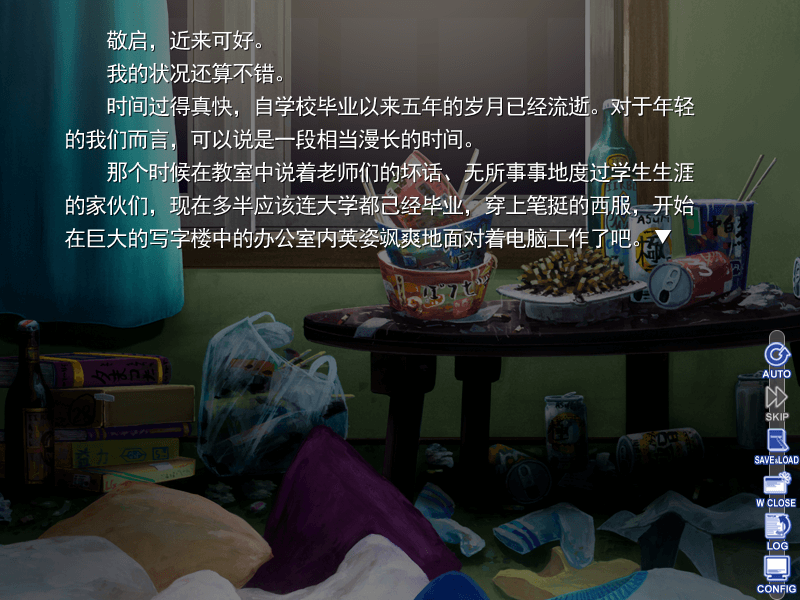 敬启，近来可好。
我的状况还算不错。
时间过得真快，自学校毕业以来五年的岁月已经流逝。对于年轻
的我们而言，可以说是一段相当漫长的时间。
那个时候在教室中说着老师们的坏话、无所事事地度过学生生涯
的家伙们，现在多半应该连大学都已经毕业，穿上笔挺的西服，开始
在巨大的写字楼中的办公室内英姿飒爽地面对着电脑工作了吧。▼
ASUM
極
AUTO
SKIP
SAVE&LOAD
W CLOSE
LOG
CONFIG